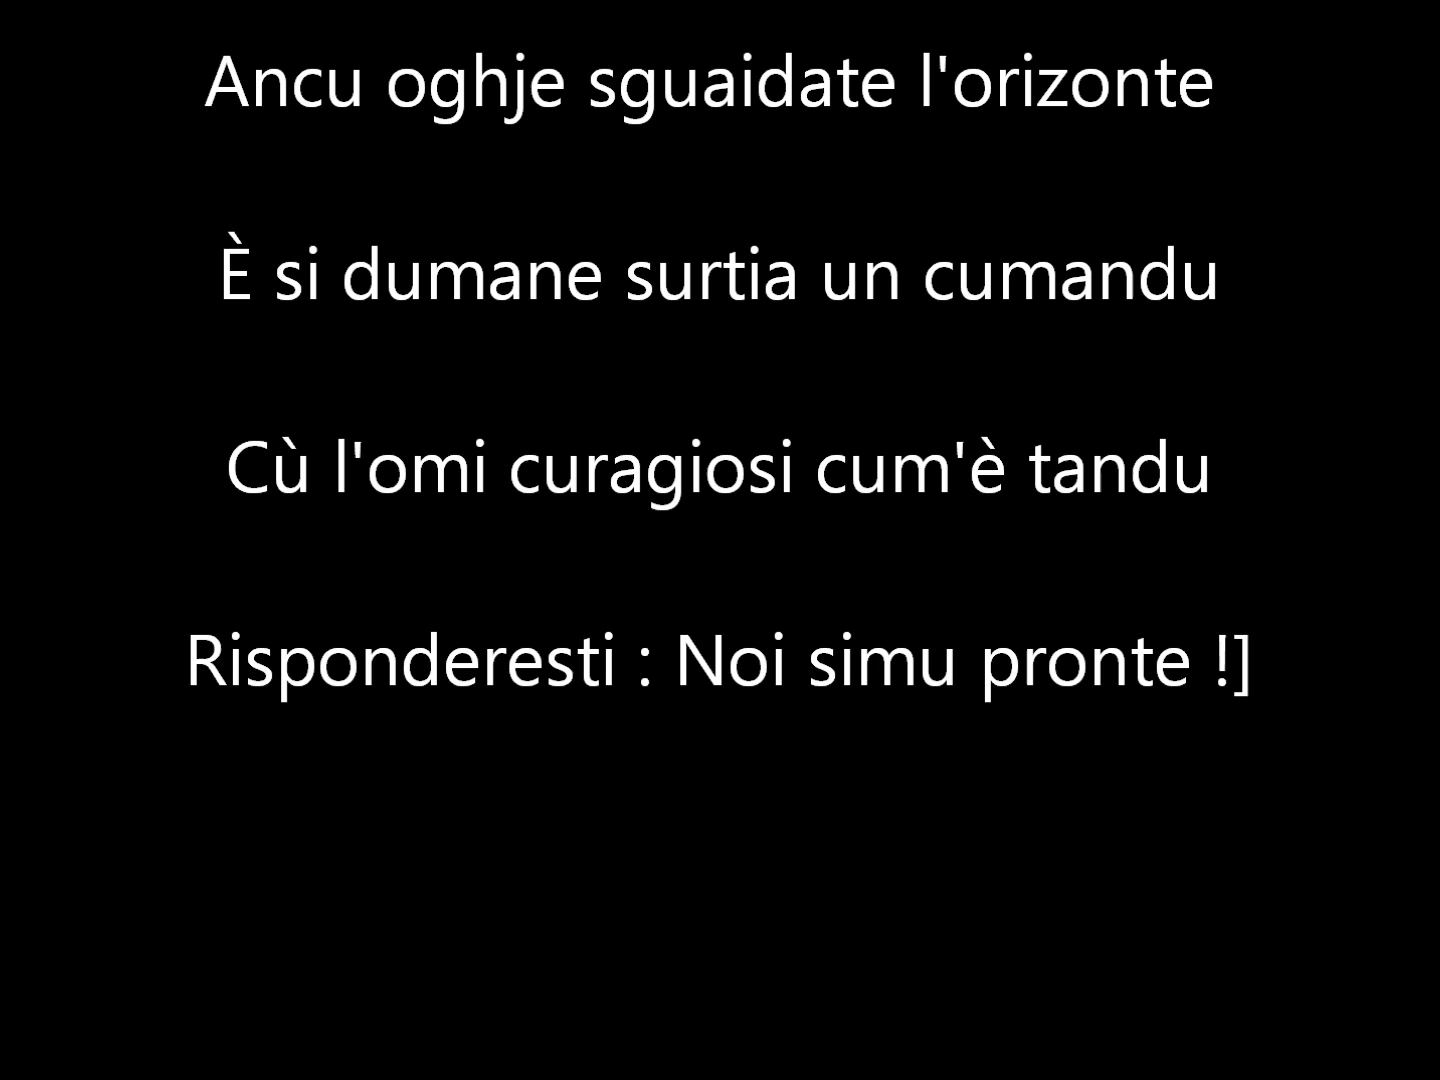 Ancu oghje sguaidate l'orizonte
È si dumane surtia un cumandu
Cù l'omi curagiosi cum'è tandu
Risponderesti : Noi simu pronte !]